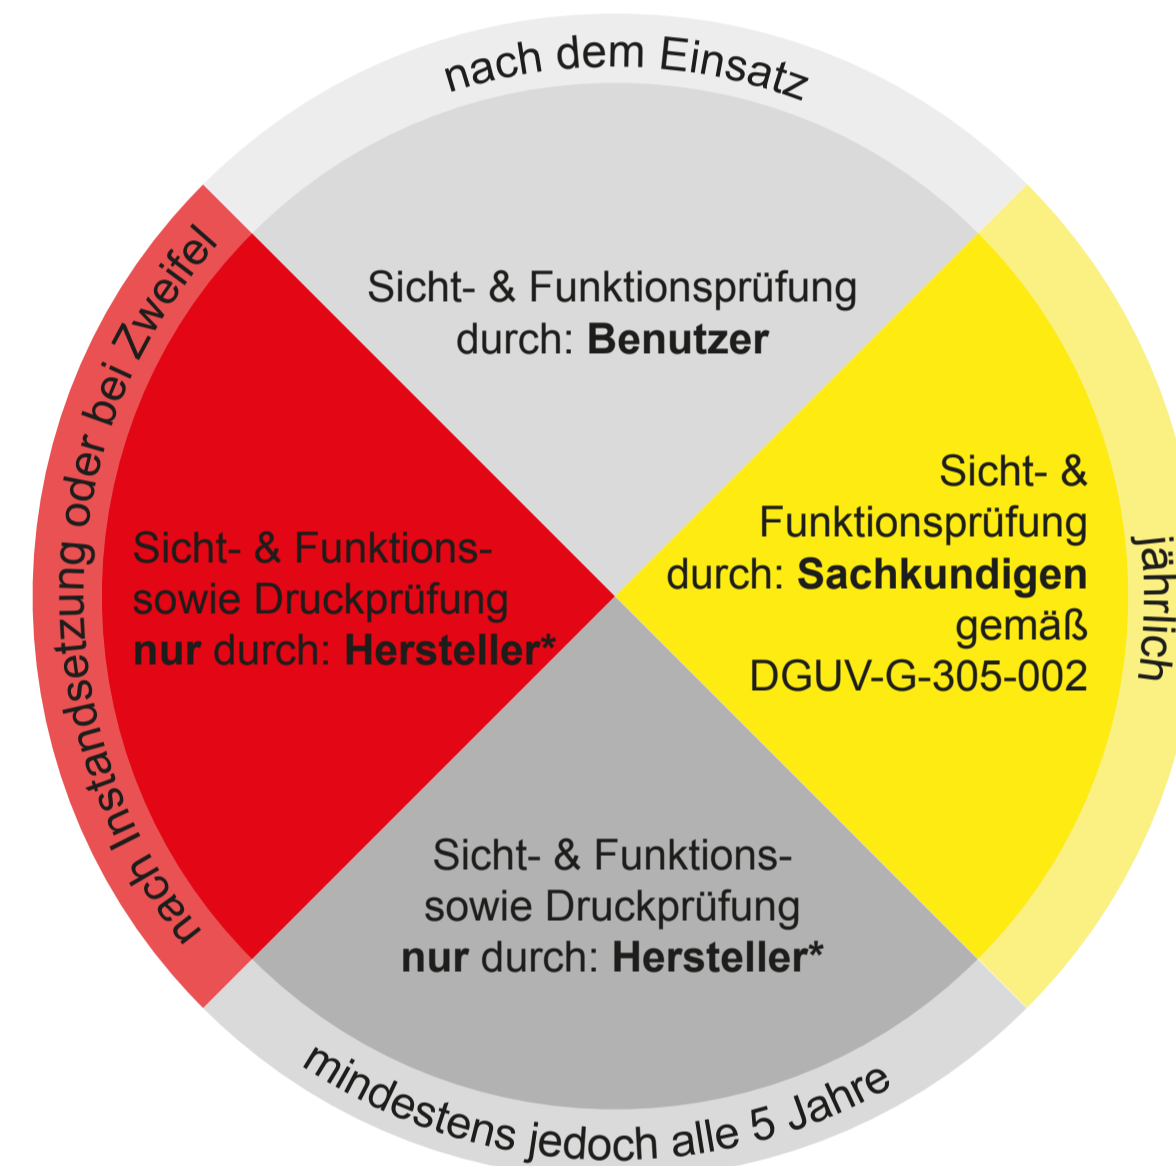 nach dem Einsatz
Sicht- & Funktionsprüfung
durch: Benutzer
jährlich
Sicht- &
Funktionsprüfung
durch: Sachkundigen
gemäß
DGUV-G-305-002
mindestens jedoch alle 5 Jahre
Sicht- & Funktions-
sowie Druckprüfung
nur durch: Hersteller*
nach Instandsetzung oder bei Zweifel
Sicht- & Funktions-
sowie Druckprüfung
nur durch: Hersteller*